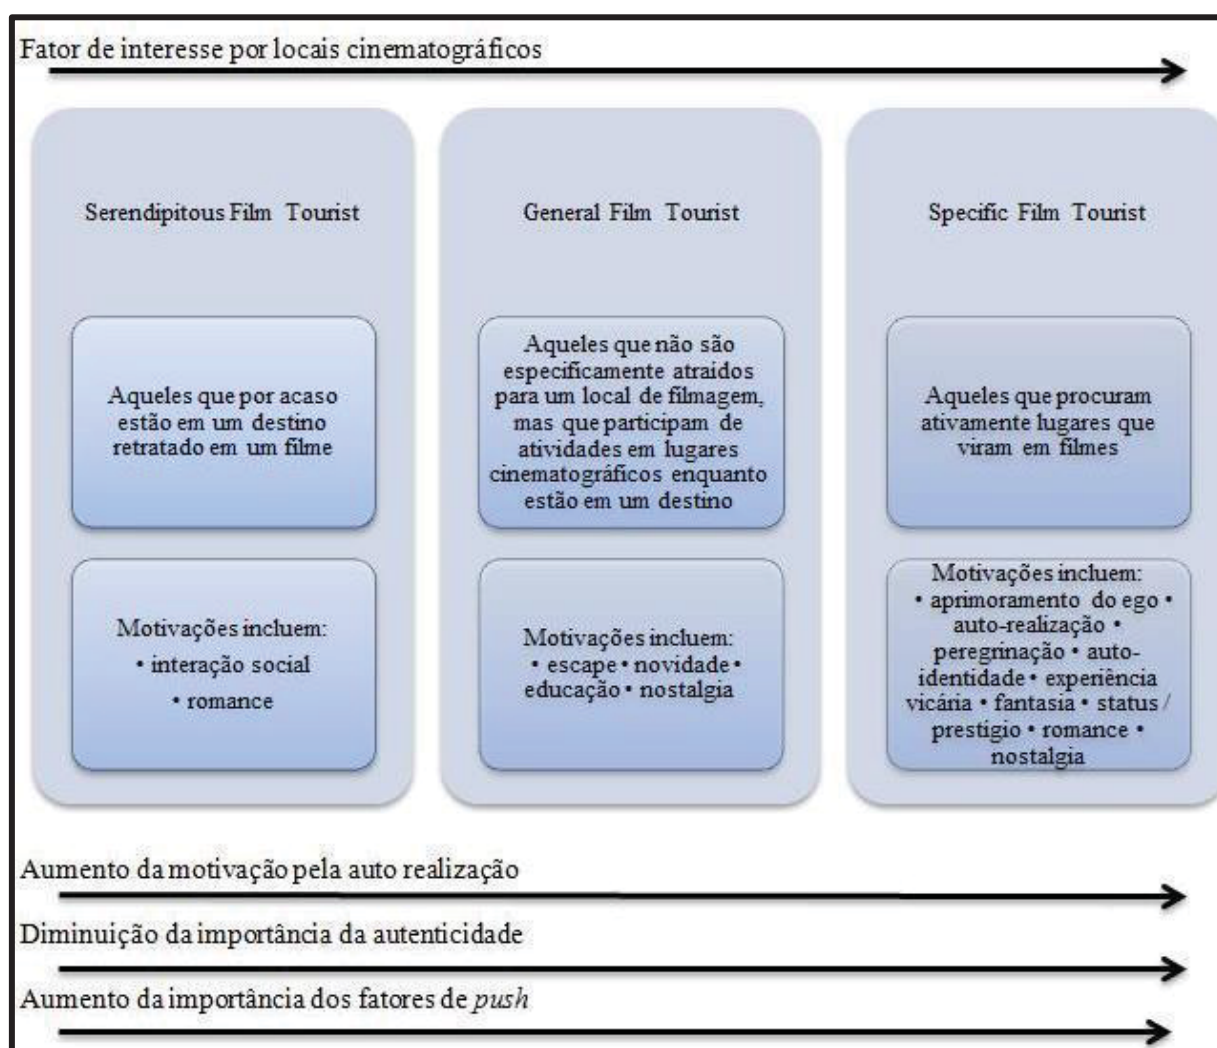 Fator de interesse por locais cinematográficos
Serendipitous Film Tourist
Aqueles que por acaso
estão em um destino
retratado em um filme
Motivações incluem:
• interação social
• romance
General Film Tourist
Aqueles que não são
especificamente atraídos
para um local de filmagem,
mas que participam de
atividades em lugares
cinematográficos enquanto
estão em um destino
Motivações incluem:
• escape • novidade •
educação • nostalgia
Specific Film Tourist
Aqueles que procuram
ativamente lugares que
viram em filmes
Motivações incluem:
• aprimoramento do ego •
auto-realização •
peregrinação • auto-
identidade • experiência
vicária • fantasia • status /
prestígio • romance •
nostalgia
Aumento da motivação pela auto realização
Diminuição da importância da autenticidade
Aumento da importância dos fatores de push